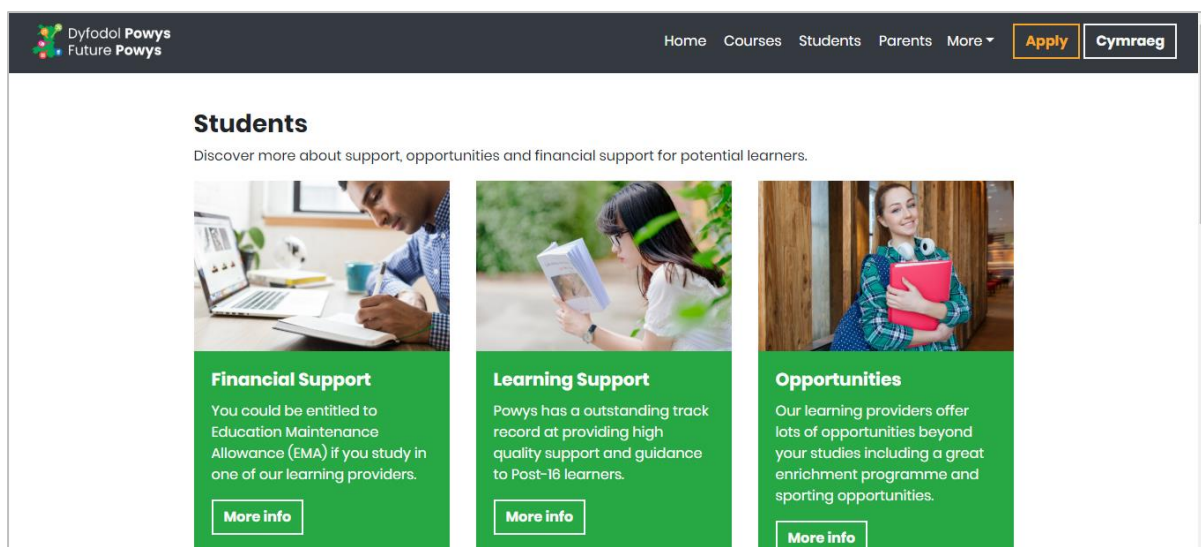 Dyfodol Powys
Future Powys
Home Courses Students Parents More Apply Cymraeg
Students
Discover more about support, opportunities and financial support for potential learners.
Financial Support
You could be entitled to
Education Maintenance
Allowance (EMA) if you study in
one of our learning providers.
More info
Learning Support
Powys has a outstanding track
record at providing high
quality support and guidance
to Post-16 learners.
More info
Opportunities
Our learning providers offer
lots of opportunities beyond
your studies including a great
enrichment programme and
sporting opportunities.
More info